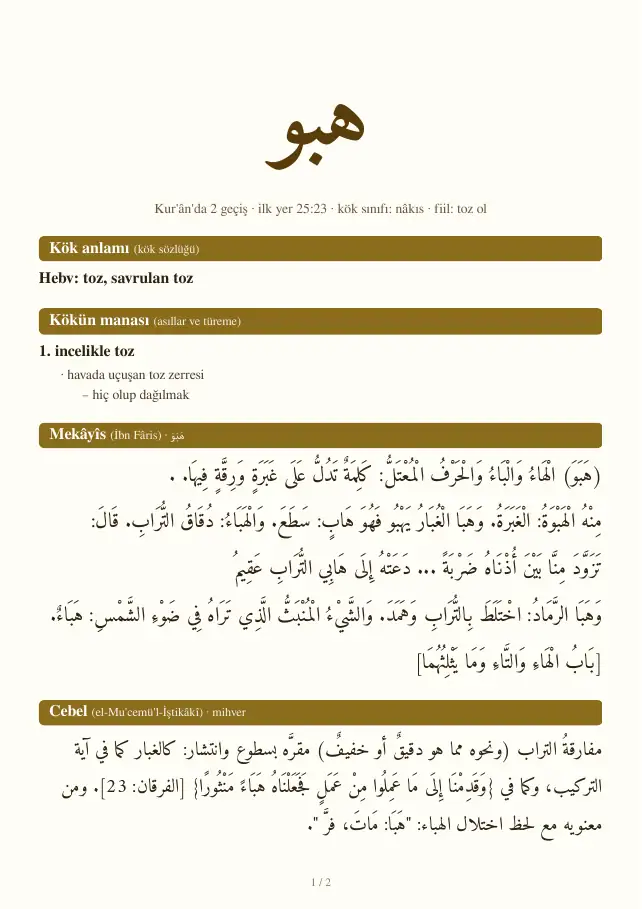 هبو
Kur'ân'da 2 geçiş · ilk yer 25:23 · kök sınıfı: nâkıs · fiil: toz ol
Kök anlamı (kök sözlüğü)
Hebv: toz, savrulan toz
Kökün manası (asıllar ve türeme)
1. incelikle toz
· havada uçuşan toz zerresi
– hiç olup dağılmak
Mekâyîs (İbn Fâris) · هَبَوَ
(هَبَوَ) الْهَاءُ وَالْبَاءُ وَالْحَرْفُ الْمُعْتَلُّ: كَلِمَةٌ تَدُلُّ عَلَى غَبَرَةٍ وَرِقَّةٍ فِيهَا. .
مِنْهُ الْهَبْوَةُ: الْغَبَرَةُ. وَهَبَا الْغُبَارُ يَهْبُو فَهُوَ هَابٍ: سَطَعَ. وَالْهَبَاءُ: دُقَاقُ التُّرَابِ. قَالَ:
تَزَوَّدَ مِنَّا بَيْنَ أُذْنَاهُ ضَرْبَةً ... دَعَتْهُ إِلَى هَابِي التُّرَابِ عَقِيمُ
وَهَبَا الرَّمَادُ: اخْتَلَطَ بِالتُّرَابِ وَهَمَدَ. وَالشَّيْءُ الْمُنْبَثُّ الَّذِي تَرَاهُ فِي ضَوْءِ الشَّمْسِ: هَبَاءٌ.
[بَابُ الْهَاءِ وَالتَّاءِ وَمَا يَثْلِثُهُمَا]
Cebel (el-Mu'cemü'l-İştikâkî) · mihver
مفارقةُ التراب (ونحوه مما هو دقيقٌ أو خفيفٌ) مقرَّه بسطوع وانتشار: كالغبار كما في آية
التركيب، وكما في {وَقَدِمْنَا إِلَى مَا عَمِلُوا مِنْ عَمَلٍ فَجَعَلْنَاهُ هَبَاءً مَنْثُورًا} [الفرقان: 23]. ومن
معنويه مع لحظ اختلال الهباء: "هَبَا: مَاتَ، فرَّ".
1 / 2